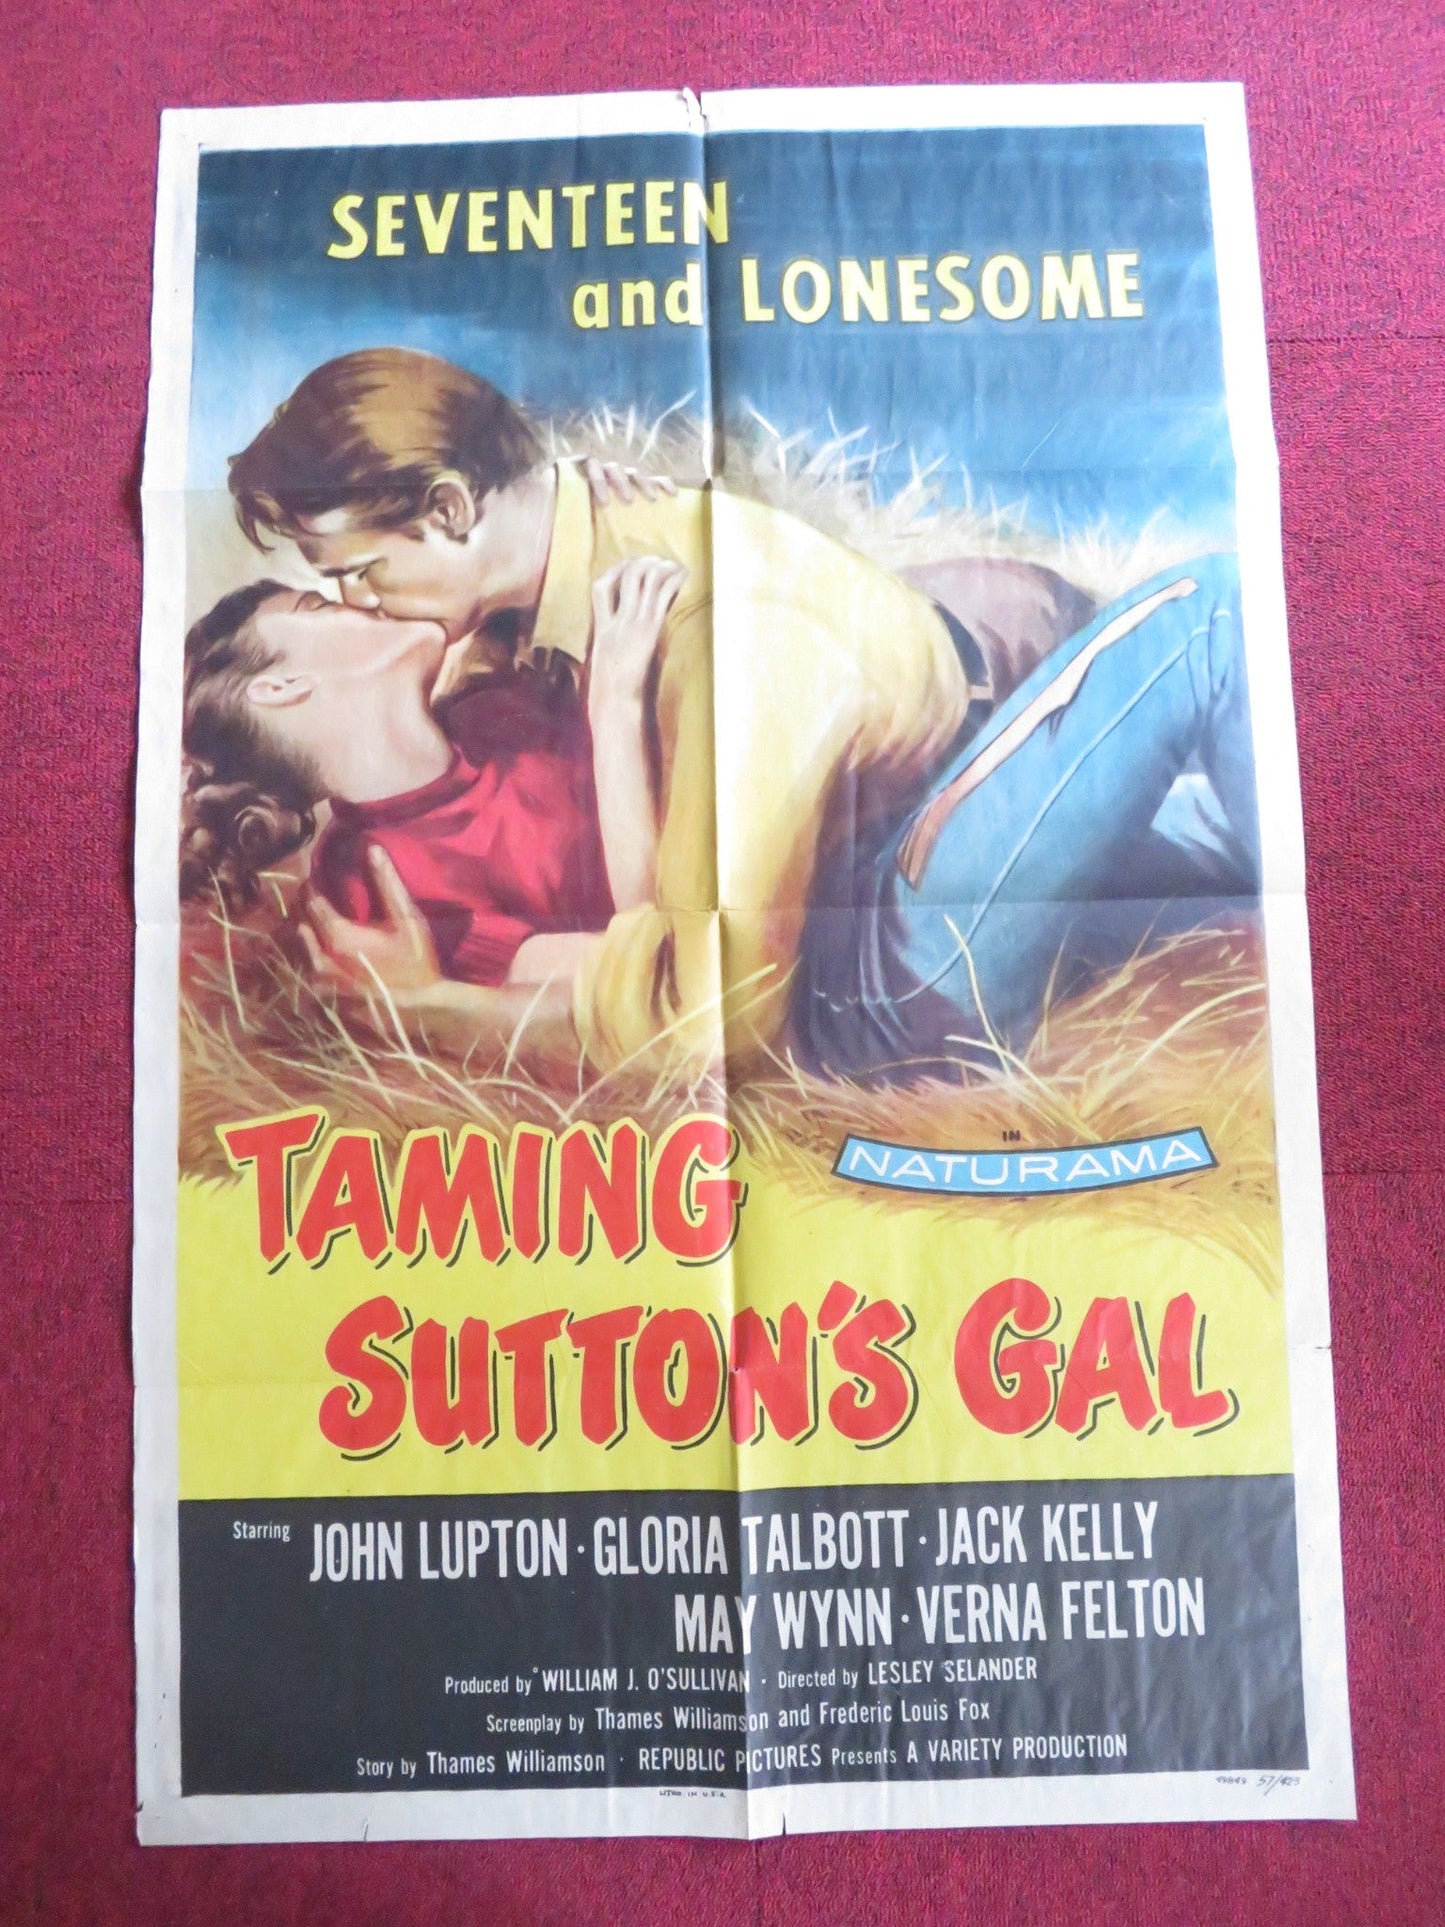 SEVENTEEN
and LONESOME
IN
NATURAMA
TAMING
SUTTON'S GAL
Starring JOHN LUPTON · GLORIA TALBOTT · JACK KELLY
MAY WYNN · VERNA FELTON
Produced by WILLIAM J. O'SULLIVAN · Directed by LESLEY SELANDER
Screenplay by Thames Williamson and Frederic Louis Fox
Story by Thames Williamson · REPUBLIC PICTURES Presents A VARIETY PRODUCTION
LITHO. IN U.S.A. 57/423